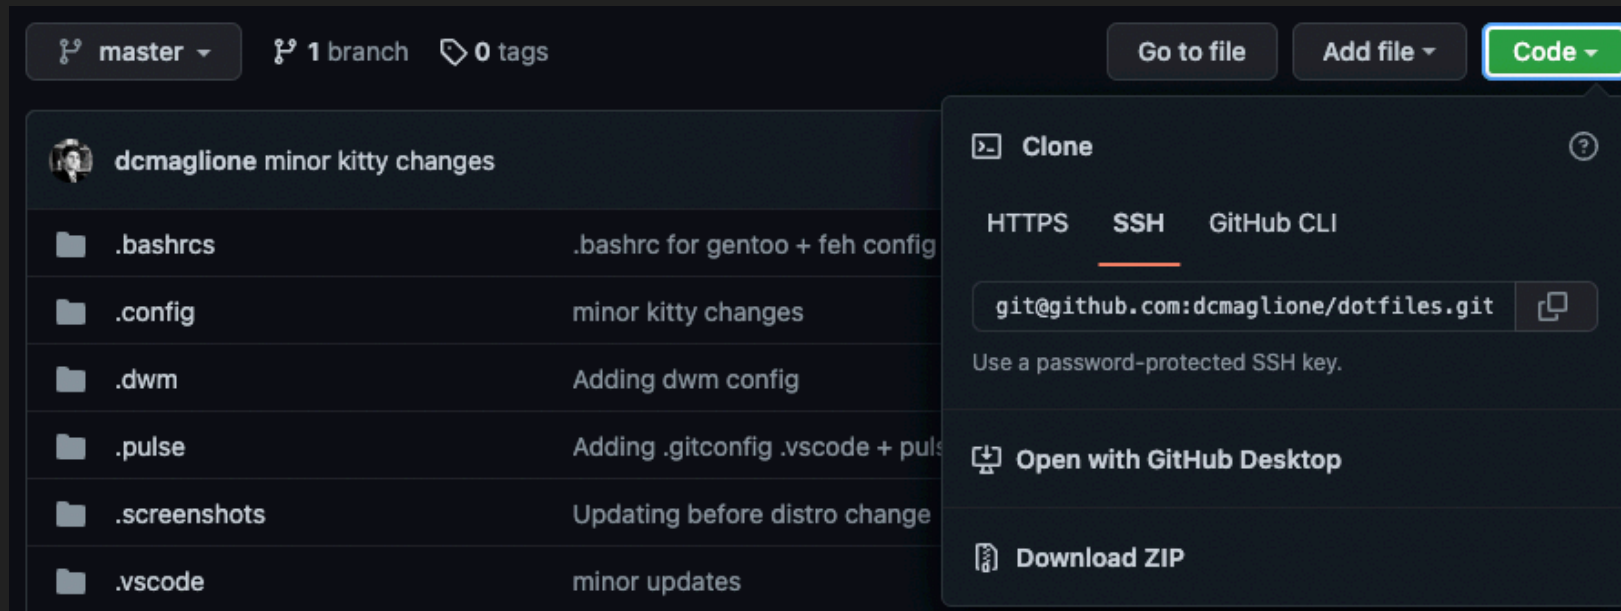 master 1 branch 0 tags Go to file Add file Code
dcmaglione minor kitty changes
.bashrcs .bashrc for gentoo + feh config
.config minor kitty changes
.dwm Adding dwm config
.pulse Adding .gitconfig .vscode +
.screenshots Updating before distro change
.vscode minor updates
Clone
HTTPS SSH GitHub CLI
git@github.com:dcmaglione/dotfiles.git
Use a password-protected SSH key.
Open with GitHub Desktop
Download ZIP